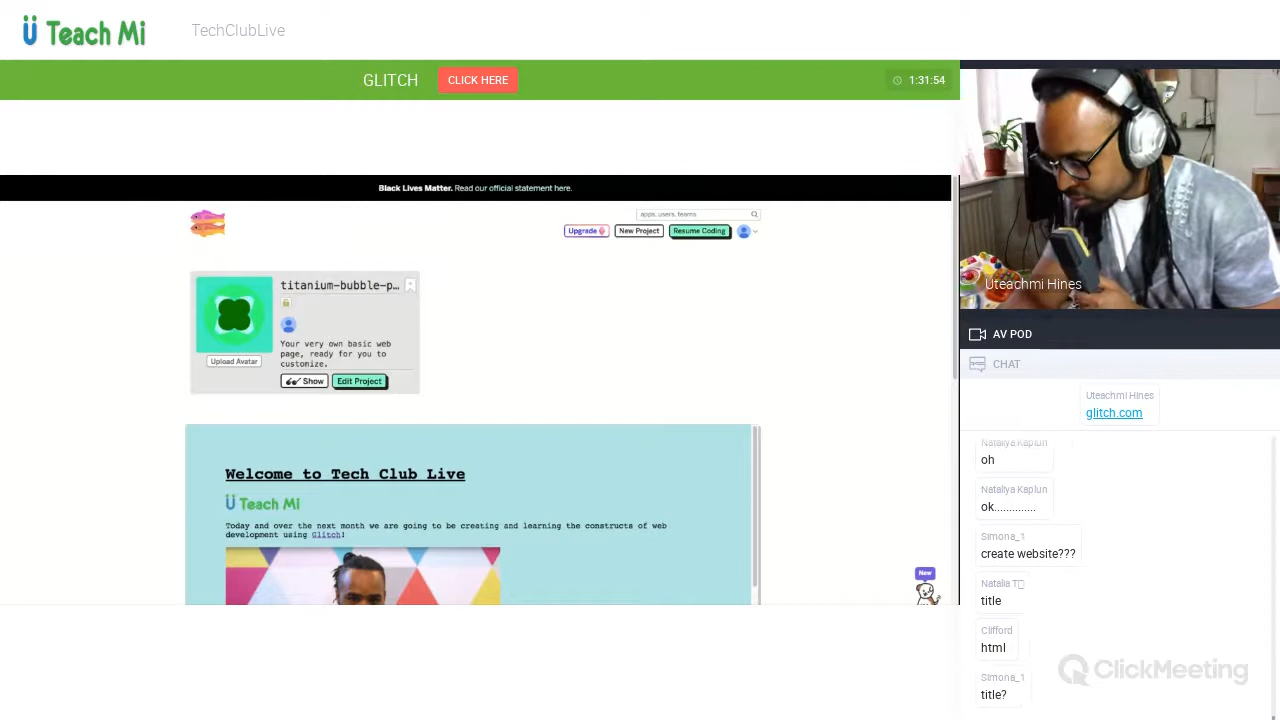 Ü Teach Mi
TechClubLive
GLITCH
CLICK HERE
1:31:54
Black Lives Matter. Read our official statement here.
apps, users, teams
Upgrade
New Project
Resume Coding
titanium-bubble-p...
Upload Avatar
Your very own basic web
page, ready for you to
customize.
Show
Edit Project
Welcome to Tech Club Live
Ü Teach Mi
Today and over the next month we are going to be creating and learning the constructs of web
development using Glitch!
New
Uteachmi Hines
AV POD
CHAT
Uteachmi Hines
glitch.com
Nataliya Kaplun
oh
Nataliya Kaplun
ok..............
Simona_1
create website???
Natalia T
title
Clifford
html
Simona_1
title?
ClickMeeting